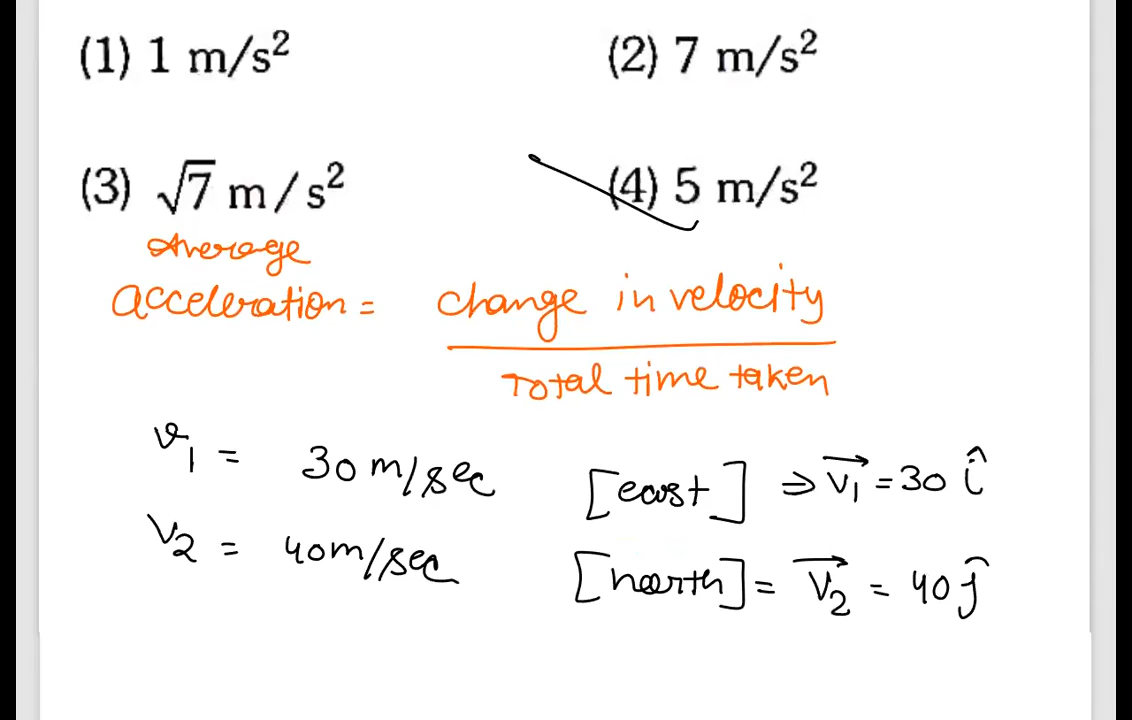 (1) 1 m/s² (2) 7 m/s²
(3) √7 m/s² (4) 5 m/s²
Average
acceleration = change in velocity
Total time taken
v₁ = 30 m/sec [east] ⇒ v₁⃗ = 30 î
V₂ = 40m/sec [north] = V₂⃗ = 40 ĵ